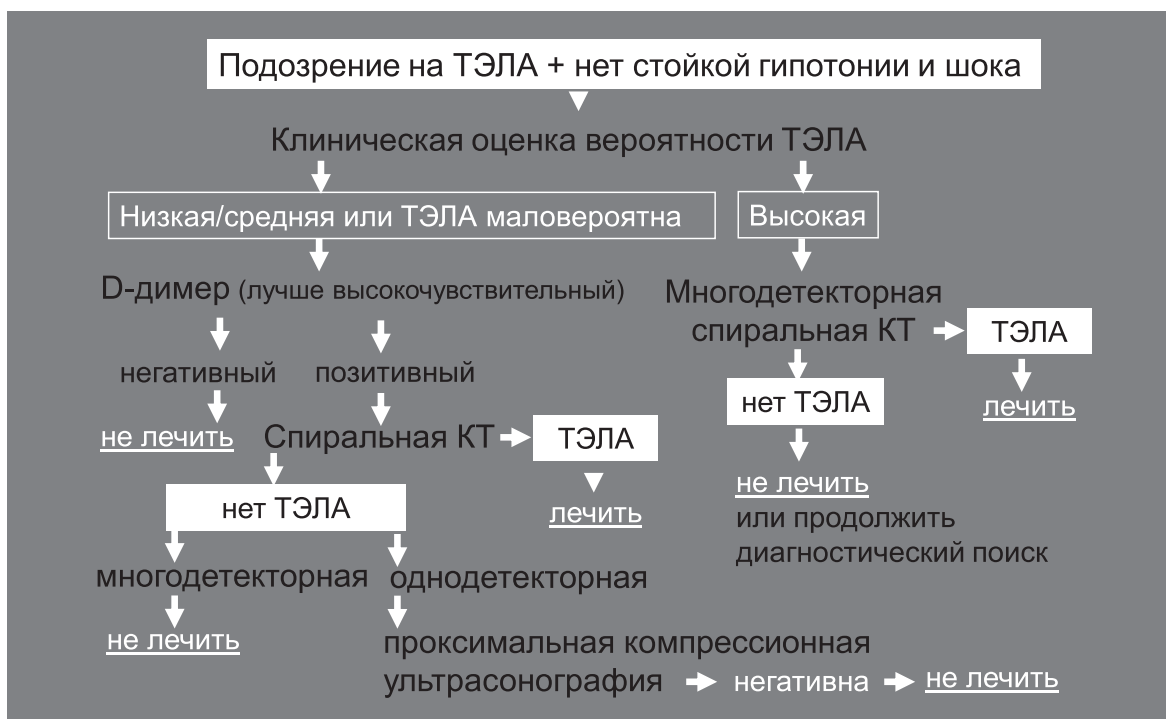 Подозрение на ТЭЛА + нет стойкой гипотонии и шока
Клиническая оценка вероятности ТЭЛА
Низкая/средняя или ТЭЛА маловероятна
Высокая
D-димер (лучше высокочувствительный)
негативный
позитивный
не лечить
Спиральная КТ
ТЭЛА
лечить
нет ТЭЛА
многодетекторная
однодетекторная
не лечить
проксимальная компрессионная
ультрасонография
негативна
не лечить
Многодетекторная
спиральная КТ
ТЭЛА
лечить
нет ТЭЛА
не лечить
или продолжить
диагностический поиск